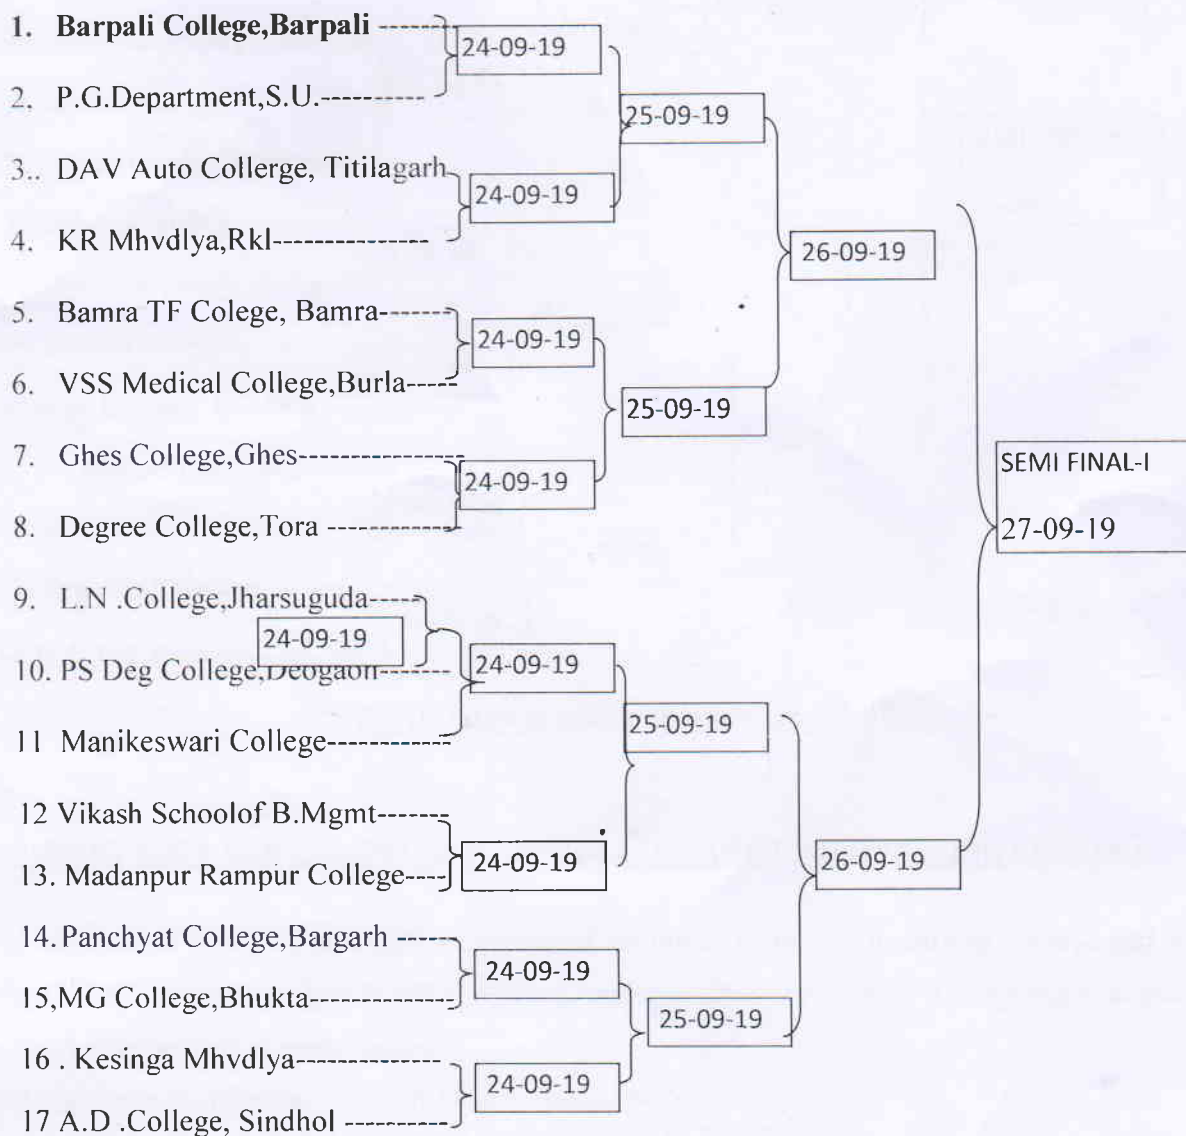 1. Barpali College,Barpali ----------
24-09-19
2. P.G.Department,S.U.-----------
25-09-19
3.. DAV Auto Collerge, Titilagarh
24-09-19
4. KR Mhvdlya,Rkl---------------
26-09-19
5. Bamra TF Colege, Bamra--------
24-09-19
6. VSS Medical College,Burla-----
25-09-19
7. Ghes College,Ghes----------------
24-09-19
SEMI FINAL-I
8. Degree College,Tora -------------
27-09-19
9. L.N .College,Jharsuguda-----
24-09-19
24-09-19
10. PS Deg College,Deogaon-------
25-09-19
11 Manikeswari College------------
12 Vikash Schoolof B.Mgmt-------
24-09-19
26-09-19
13. Madanpur Rampur College----
14. Panchyat College,Bargarh ------
24-09-19
15,MG College,Bhukta--------------
25-09-19
16 . Kesinga Mhvdlya--------------
24-09-19
17 A.D .College, Sindhol ----------